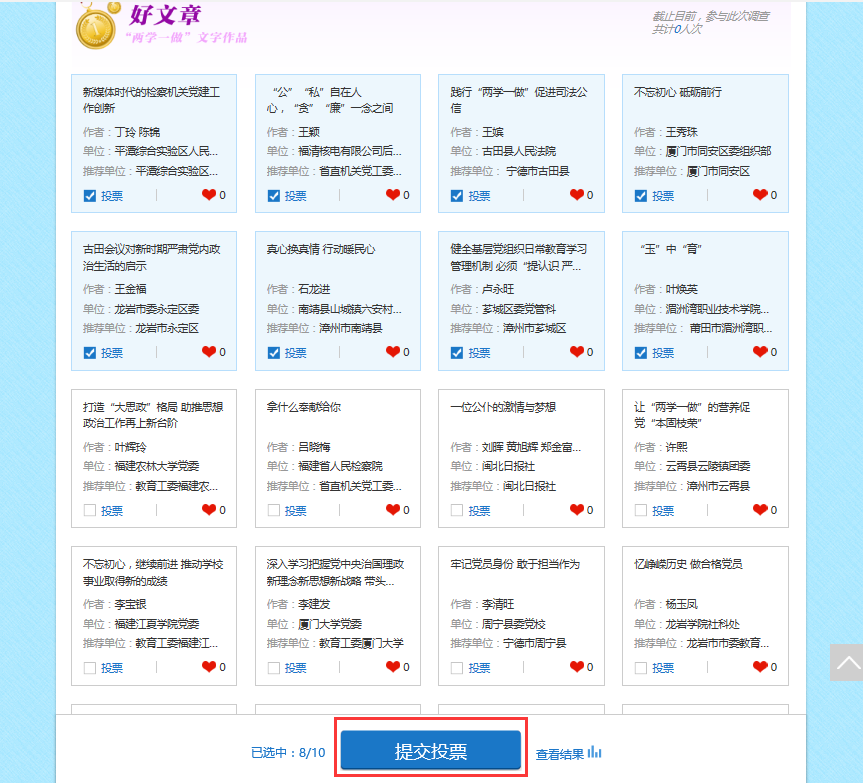 好文章
“两学一做”文字作品
截止目前，参与此次调查
共计0人次
新媒体时代的检察机关党建工
作创新
作者：丁玲 陈锦
单位：平潭综合实验区人民...
推荐单位：平潭综合实验区...
投票 0
“公”“私”自在人
心，“贪”“廉”一念之间
作者：王颖
单位：福清核电有限公司后...
推荐单位：省直机关党工委...
投票 0
践行“两学一做”促进司法公
信
作者：王嫔
单位：古田县人民法院
推荐单位： 宁德市古田县
投票 0
不忘初心 砥砺前行
作者：王秀珠
单位：厦门市同安区委组织部
推荐单位：厦门市同安区
投票 0
古田会议对新时期严肃党内政
治生活的启示
作者：王金福
单位：龙岩市委永定区委
推荐单位：龙岩市永定区
投票 0
真心换真情 行动暖民心
作者：石龙进
单位：南靖县山城镇六安村...
推荐单位：漳州市南靖县
投票 0
健全基层党组织日常教育学习
管理机制 必须“提认识 严...
作者：卢永旺
单位：芗城区委党管科
推荐单位：漳州市芗城区
投票 0
“玉”中“育”
作者：叶焕英
单位：湄洲湾职业技术学院...
推荐单位： 莆田市湄洲湾职...
投票 0
打造“大思政”格局 助推思想
政治工作再上新台阶
作者：叶辉玲
单位：福建农林大学党委
推荐单位：教育工委福建农...
投票 0
拿什么奉献给你
作者：吕晓梅
单位：福建省人民检察院
推荐单位：省直机关党工委...
投票 0
一位公仆的激情与梦想
作者：刘晖 黄旭辉 郑金富...
单位：闽北日报社
推荐单位：闽北日报社
投票 0
让“两学一做”的营养促
党“本固枝荣”
作者：许熙
单位：云霄县云陵镇团委
推荐单位：漳州市云霄县
投票 0
不忘初心，继续前进 推动学校
事业取得新的成绩
作者：李宝银
单位：福建江夏学院党委
推荐单位：教育工委福建江...
投票 0
深入学习把握党中央治国理政
新理念新思想新战略 带头...
作者：李建发
单位：厦门大学党委
推荐单位：教育工委厦门大学
投票 0
牢记党员身份 敢于担当作为
作者：李清旺
单位：周宁县委党校
推荐单位：宁德市周宁县
投票 0
忆峥嵘历史 做合格党员
作者：杨玉凤
单位：龙岩学院社科处
推荐单位：龙岩市市委教育...
投票 0
已选中：8/10 提交投票 查看结果